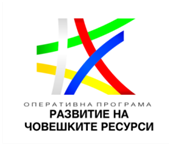 ОПЕРАТИВНА ПРОГРАМА
РАЗВИТИЕ НА
ЧОВЕШКИТЕ РЕСУРСИ